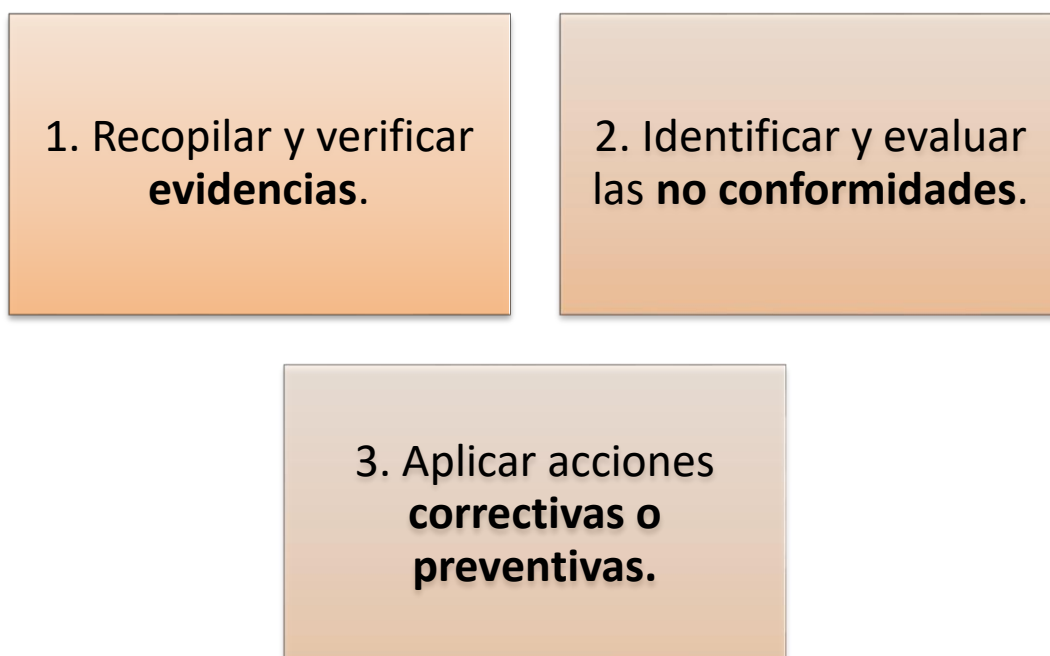 1. Recopilar y verificar
evidencias.
2. Identificar y evaluar
las no conformidades.
3. Aplicar acciones
correctivas o
preventivas.